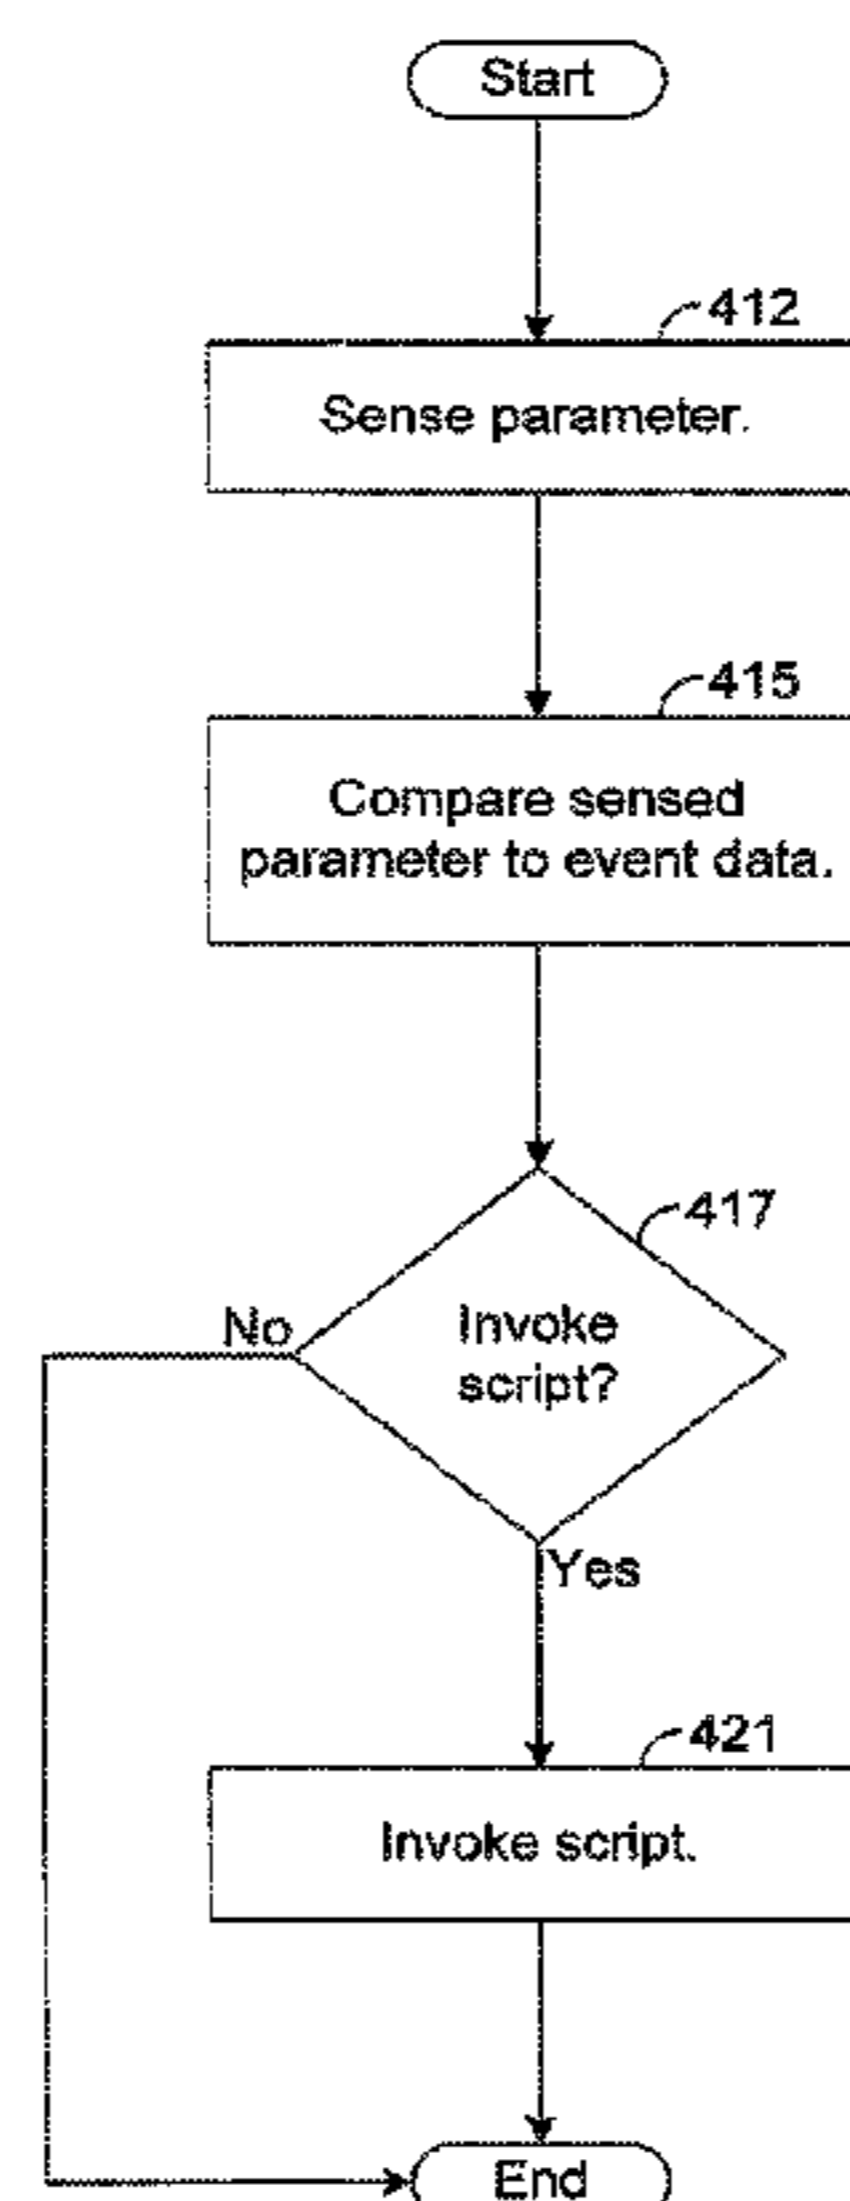 Start
412
Sense parameter.
415
Compare sensed
parameter to event data.
417
No
Invoke
script?
Yes
421
Invoke script.
End